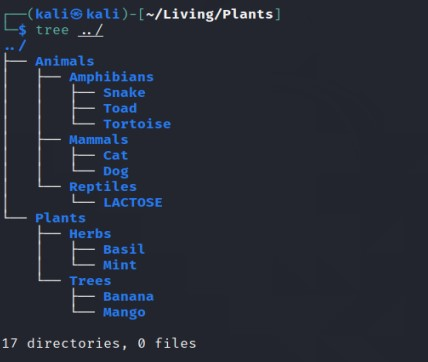 ┌──(kali㉿kali)-[~/Living/Plants]
└─$ tree ../
../
├── Animals
│   ├── Amphibians
│   │   ├── Snake
│   │   ├── Toad
│   │   └── Tortoise
│   ├── Mammals
│   │   ├── Cat
│   │   └── Dog
│   └── Reptiles
│       └── LACTOSE
└── Plants
    ├── Herbs
    │   ├── Basil
    │   └── Mint
    └── Trees
        ├── Banana
        └── Mango
17 directories, 0 files